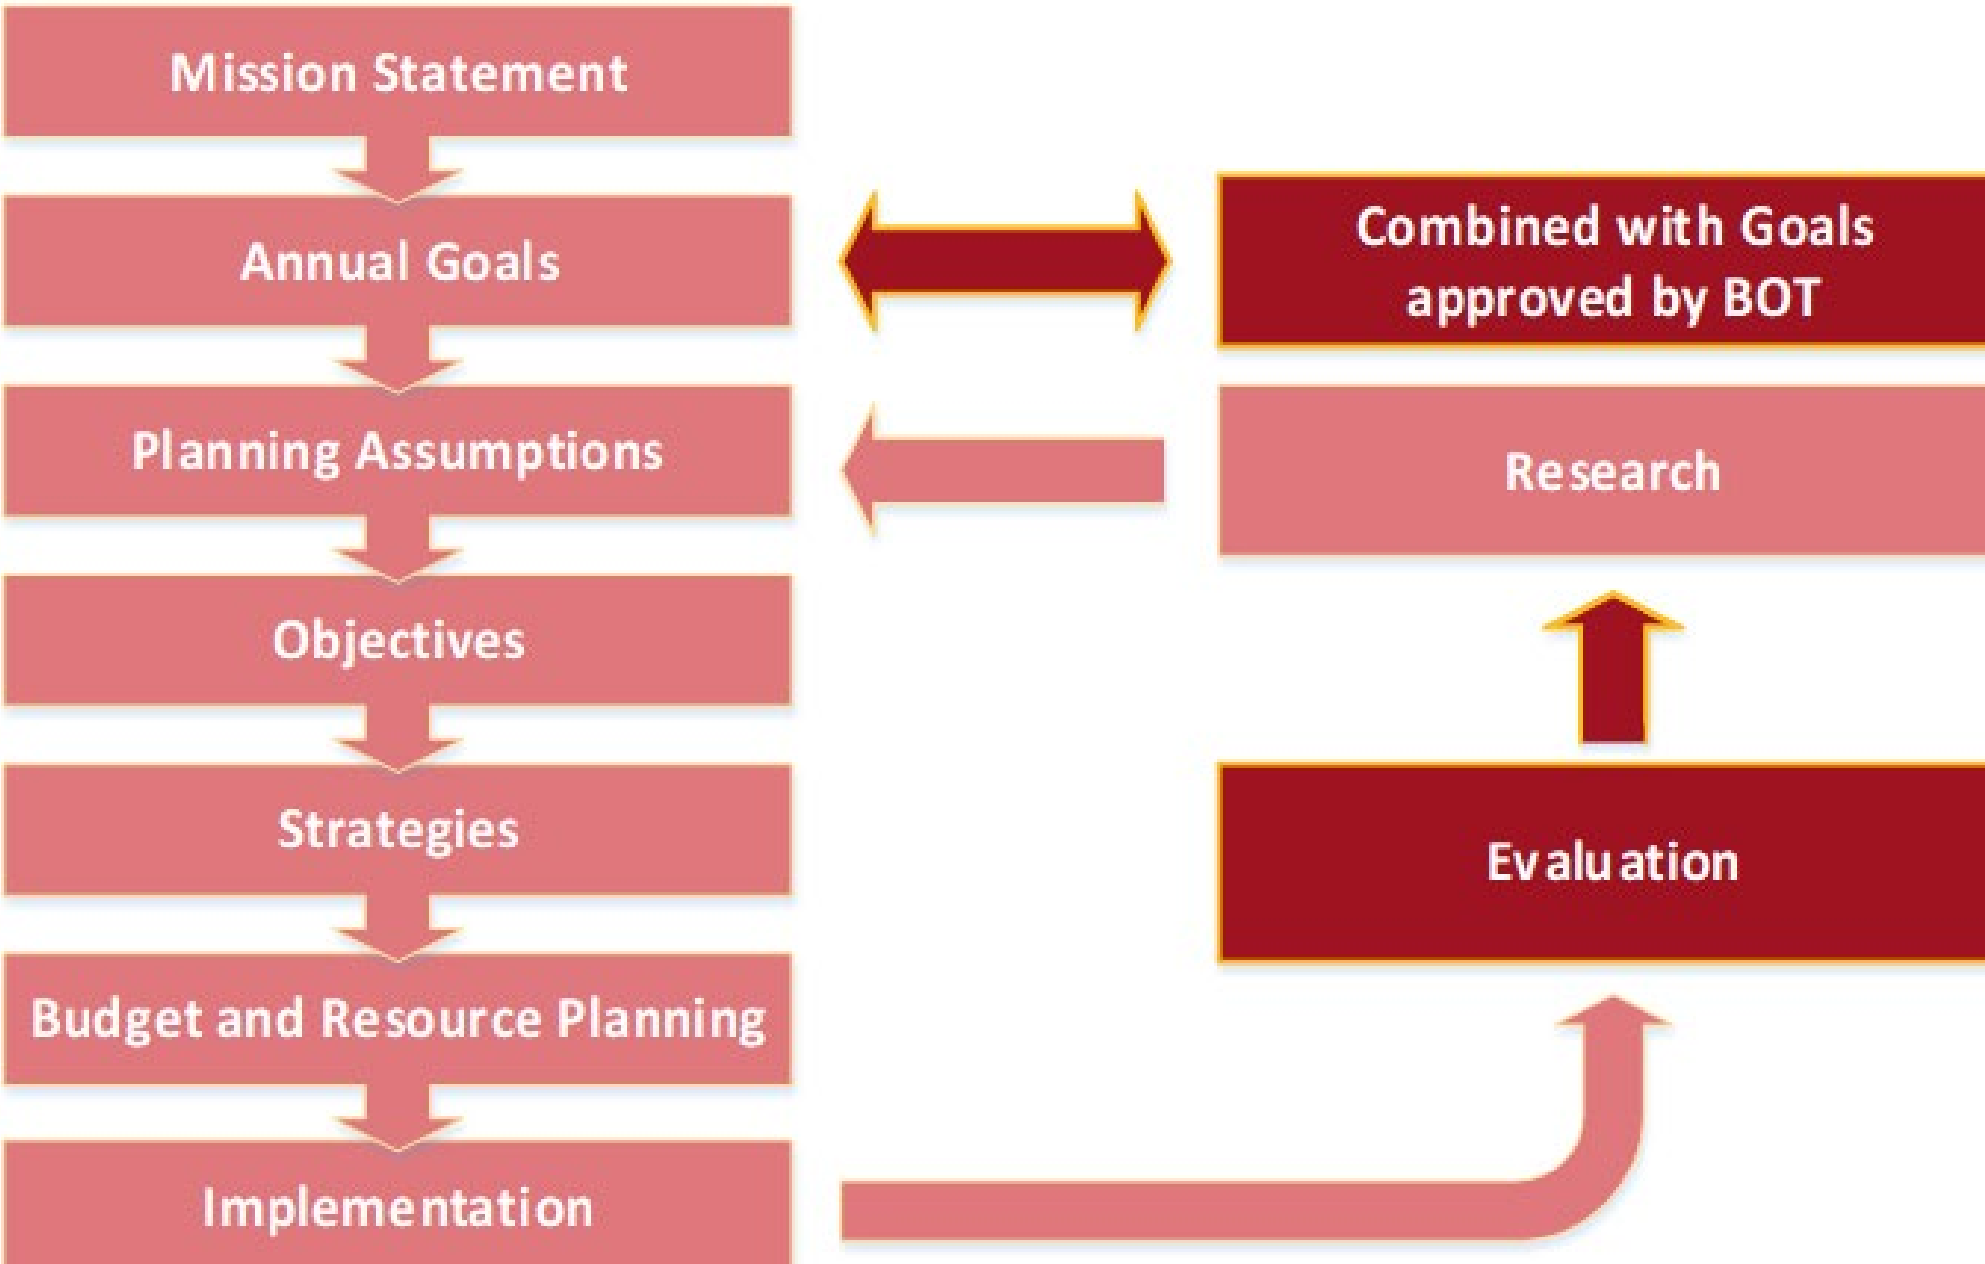 Mission Statement
Annual Goals
Combined with Goals
approved by BOT
Planning Assumptions
Research
Objectives
Strategies
Evaluation
Budget and Resource Planning
Implementation